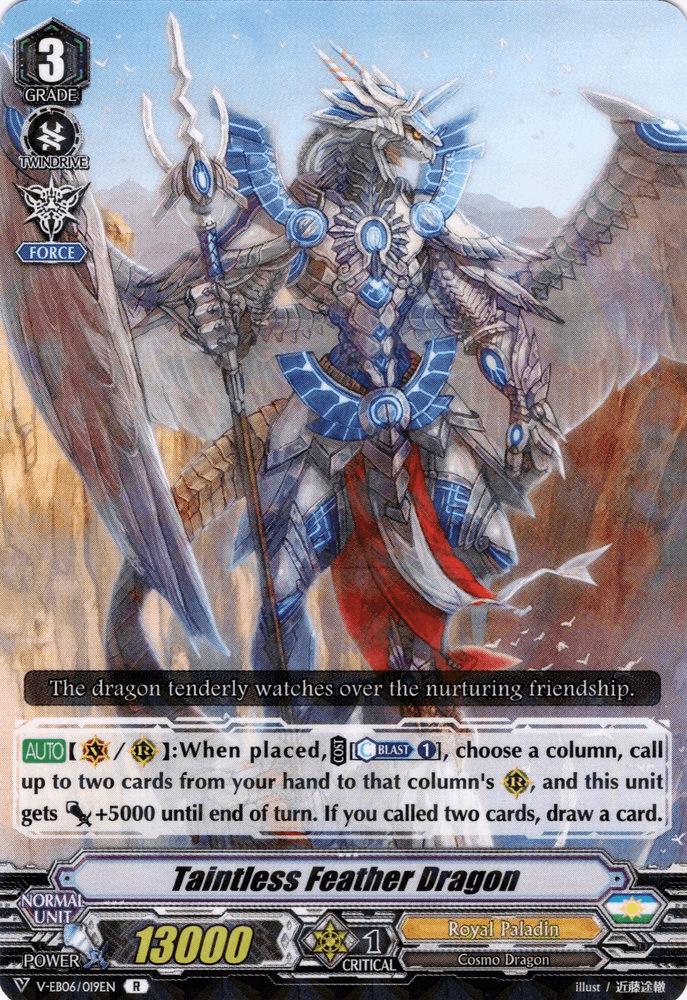 3
GRADE
TWINDRIVE
FORCE
The dragon tenderly watches over the nurturing friendship.
AUTO【V/R】:When placed, COST [C BLAST 1], choose a column, call
up to two cards from your hand to that column's R, and this unit
gets +5000 until end of turn. If you called two cards, draw a card.
Taintless Feather Dragon
NORMAL
UNIT
POWER 13000 1 CRITICAL
Royal Paladin
Cosmo Dragon
V-EB06/019EN R illust / 近藤途轍